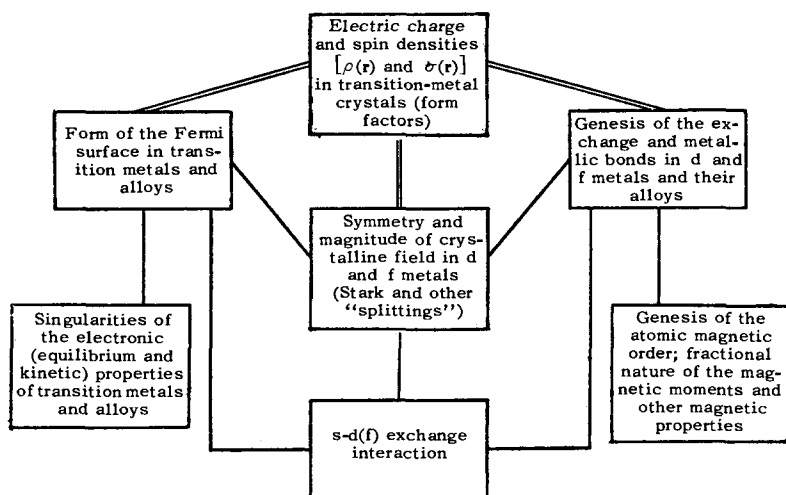 Electric charge
and spin densities
[ρ(r) and σ(r)]
in transition-metal
crystals (form
factors)
Form of the Fermi
surface in tran-
sition metals and
alloys
Genesis of the ex-
change and metal-
lic bonds in d and
f metals and their
alloys
Symmetry and
magnitude of crys-
talline field in d
and f metals
(Stark and other
“splittings”)
Singularities of
the electronic
(equilibrium and
kinetic) properties
of transition metals
and alloys
Genesis of the
atomic magnetic
order; fractional
nature of the mag-
netic moments and
other magnetic
properties
s-d(f) exchange
interaction